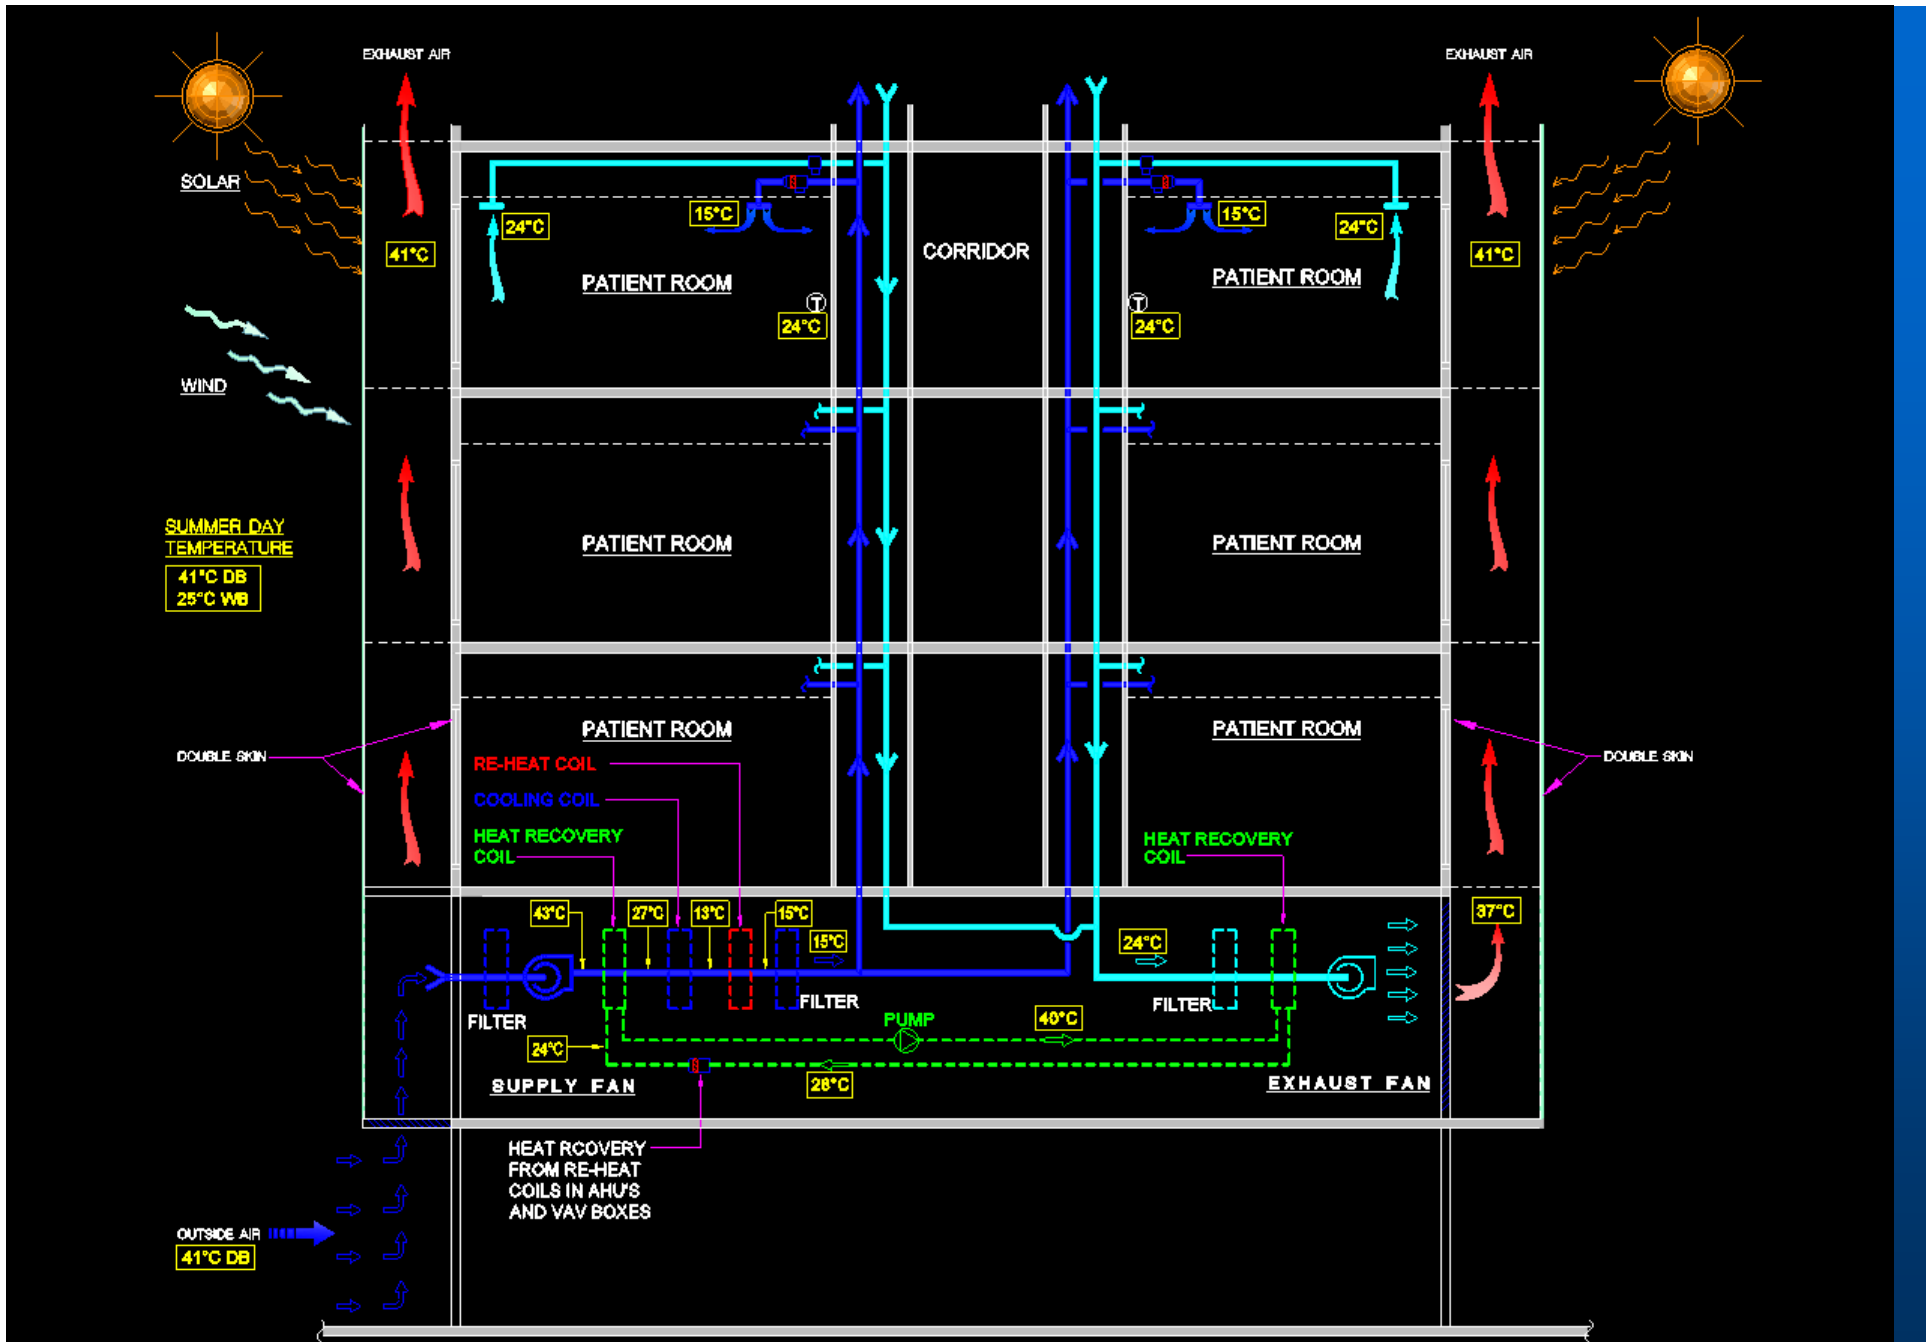 EXHAUST AIR
EXHAUST AIR
SOLAR
24°C
15°C
15°C
24°C
41°C
CORRIDOR
41°C
PATIENT ROOM
PATIENT ROOM
T
T
24°C
24°C
WIND
SUMMER DAY
TEMPERATURE
41°C DB
25°C WB
PATIENT ROOM
PATIENT ROOM
PATIENT ROOM
PATIENT ROOM
DOUBLE SKIN
DOUBLE SKIN
RE-HEAT COIL
COOLING COIL
HEAT RECOVERY
COIL
HEAT RECOVERY
COIL
43°C
27°C
13°C
15°C
37°C
15°C
24°C
FILTER
FILTER
FILTER
PUMP
40°C
24°C
28°C
SUPPLY FAN
EXHAUST FAN
HEAT RCOVERY
FROM RE-HEAT
COILS IN AHU'S
AND VAV BOXES
OUTSIDE AIR
41°C DB